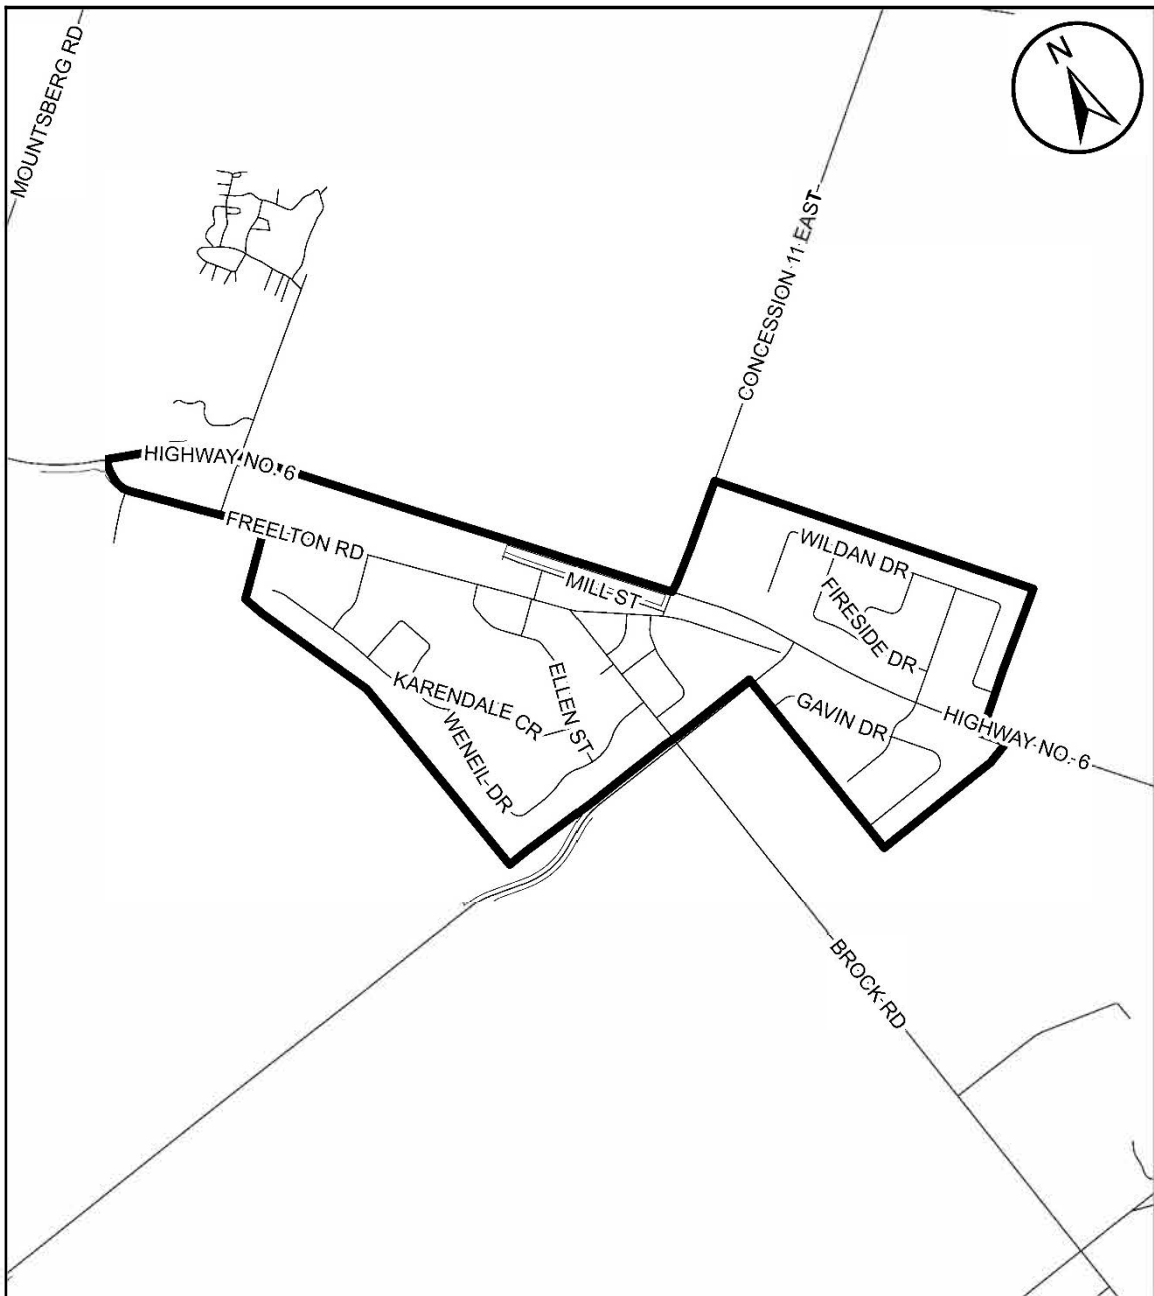 MOUNTSBERG RD
N
CONCESSION 11 EAST
HIGHWAY NO. 6
FREELTON RD
MILL ST
WILDAN DR
FIRESIDE DR
KARENDALE CR
ELLEN ST
WENEIL DR
GAVIN DR
HIGHWAY NO. 6
BROCK RD